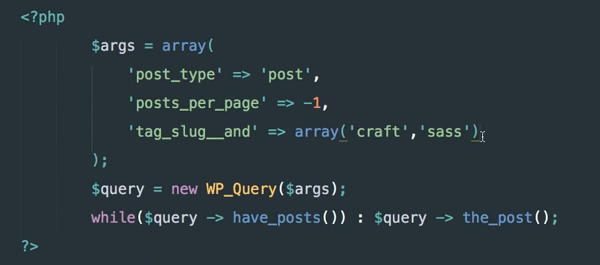 <?php
$args = array(
'post_type' => 'post',
'posts_per_page' => -1,
'tag_slug__and' => array('craft','sass')
);
$query = new WP_Query($args);
while($query -> have_posts()) : $query -> the_post();
?>